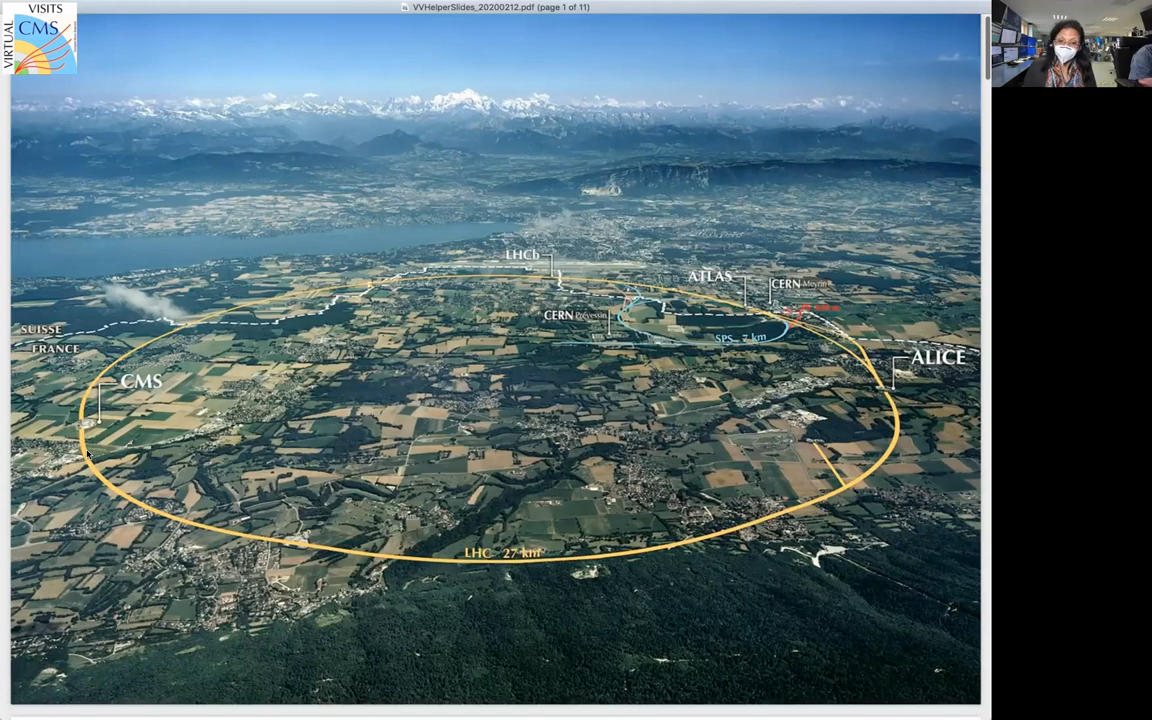 VISITS
VIRTUAL
CMS
VVHelperSlides_20200212.pdf (page 1 of 11)
LHCb
ATLAS
CERN Meyrin
CERN Prévessin
SPS 7 km
SUISSE
FRANCE
ALICE
CMS
LHC 27 km